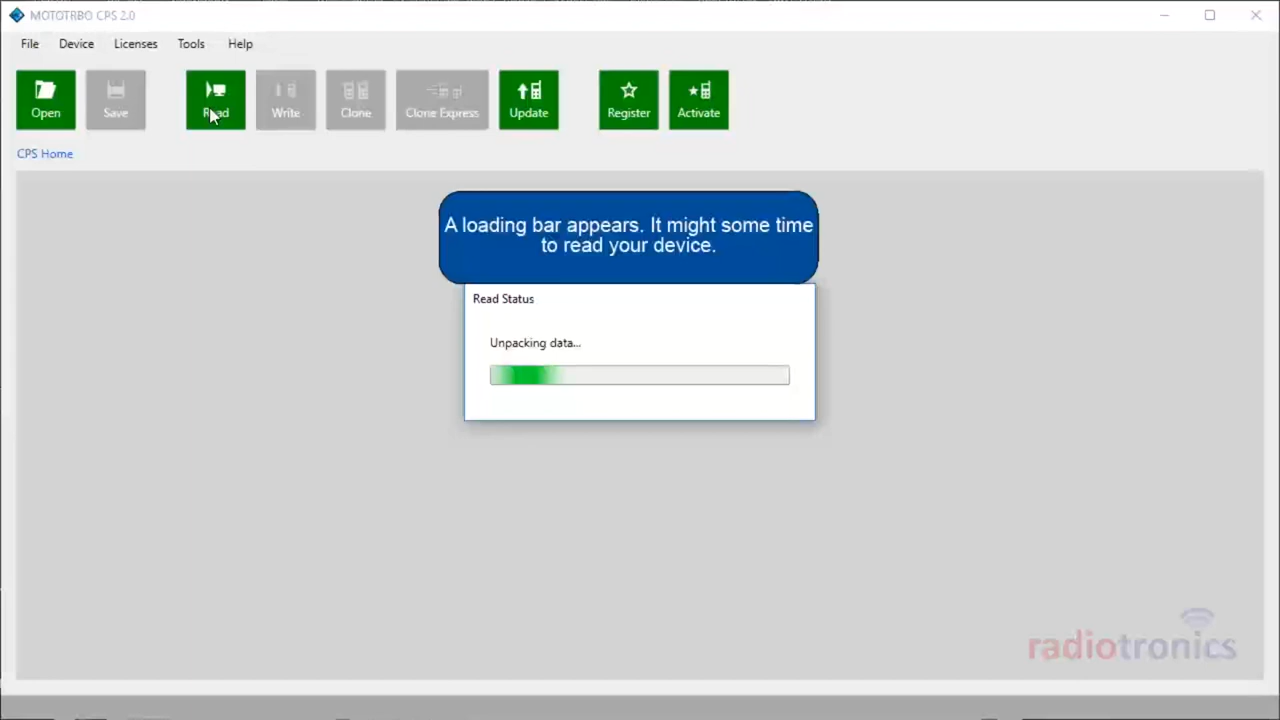 MOTOTRBO CPS 2.0
File Device Licenses Tools Help
Open Save Read Write Clone Clone Express Update Register Activate
CPS Home
A loading bar appears. It might some time
to read your device.
Read Status
Unpacking data...
radiotronics